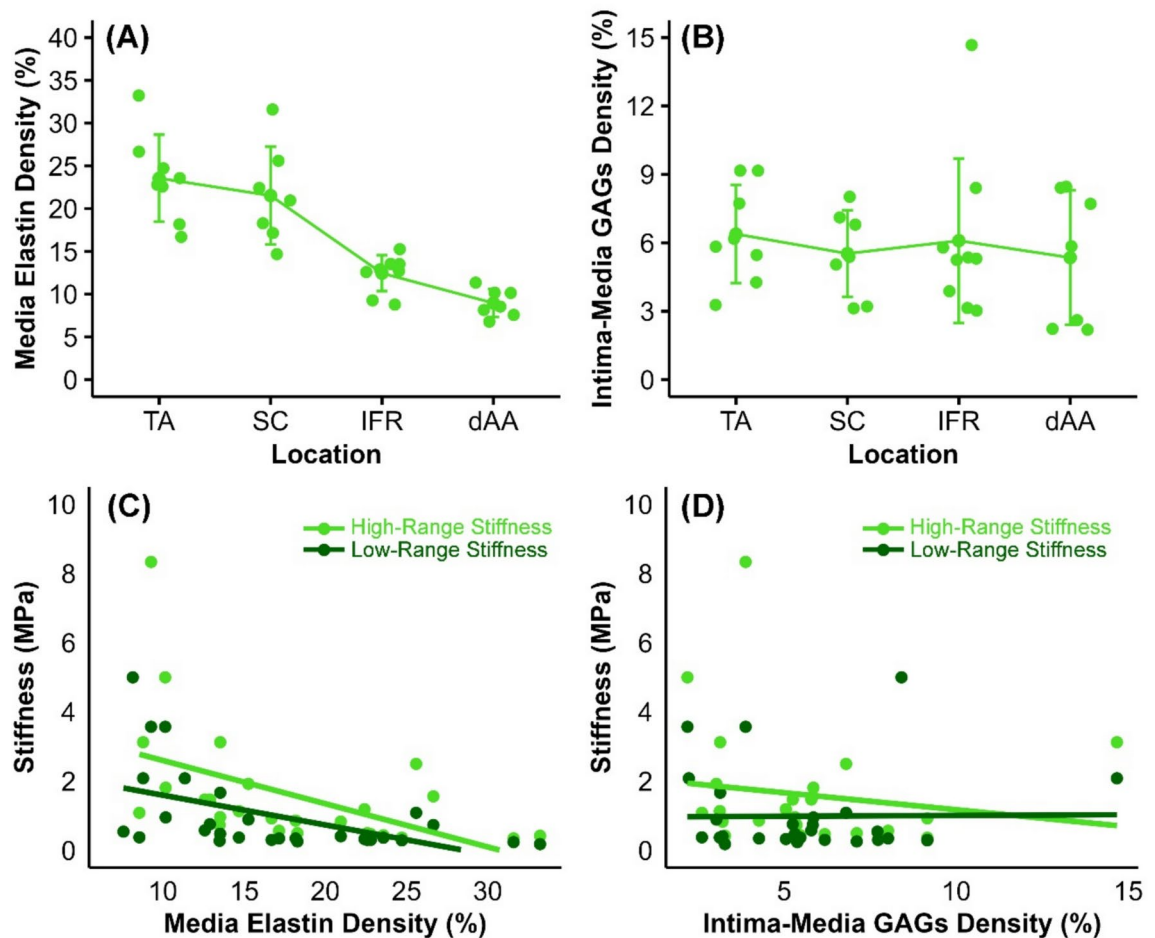 (A)
Media Elastin Density (%)
40
35
30
25
20
15
10
5
0
TA SC IFR dAA
Location
(B)
Intima-Media GAGs Density (%)
15
12
9
6
3
0
TA SC IFR dAA
Location
(C)
High-Range Stiffness
Low-Range Stiffness
Stiffness (MPa)
10
8
6
4
2
0
10 15 20 25 30
Media Elastin Density (%)
(D)
High-Range Stiffness
Low-Range Stiffness
Stiffness (MPa)
10
8
6
4
2
0
5 10 15
Intima-Media GAGs Density (%)